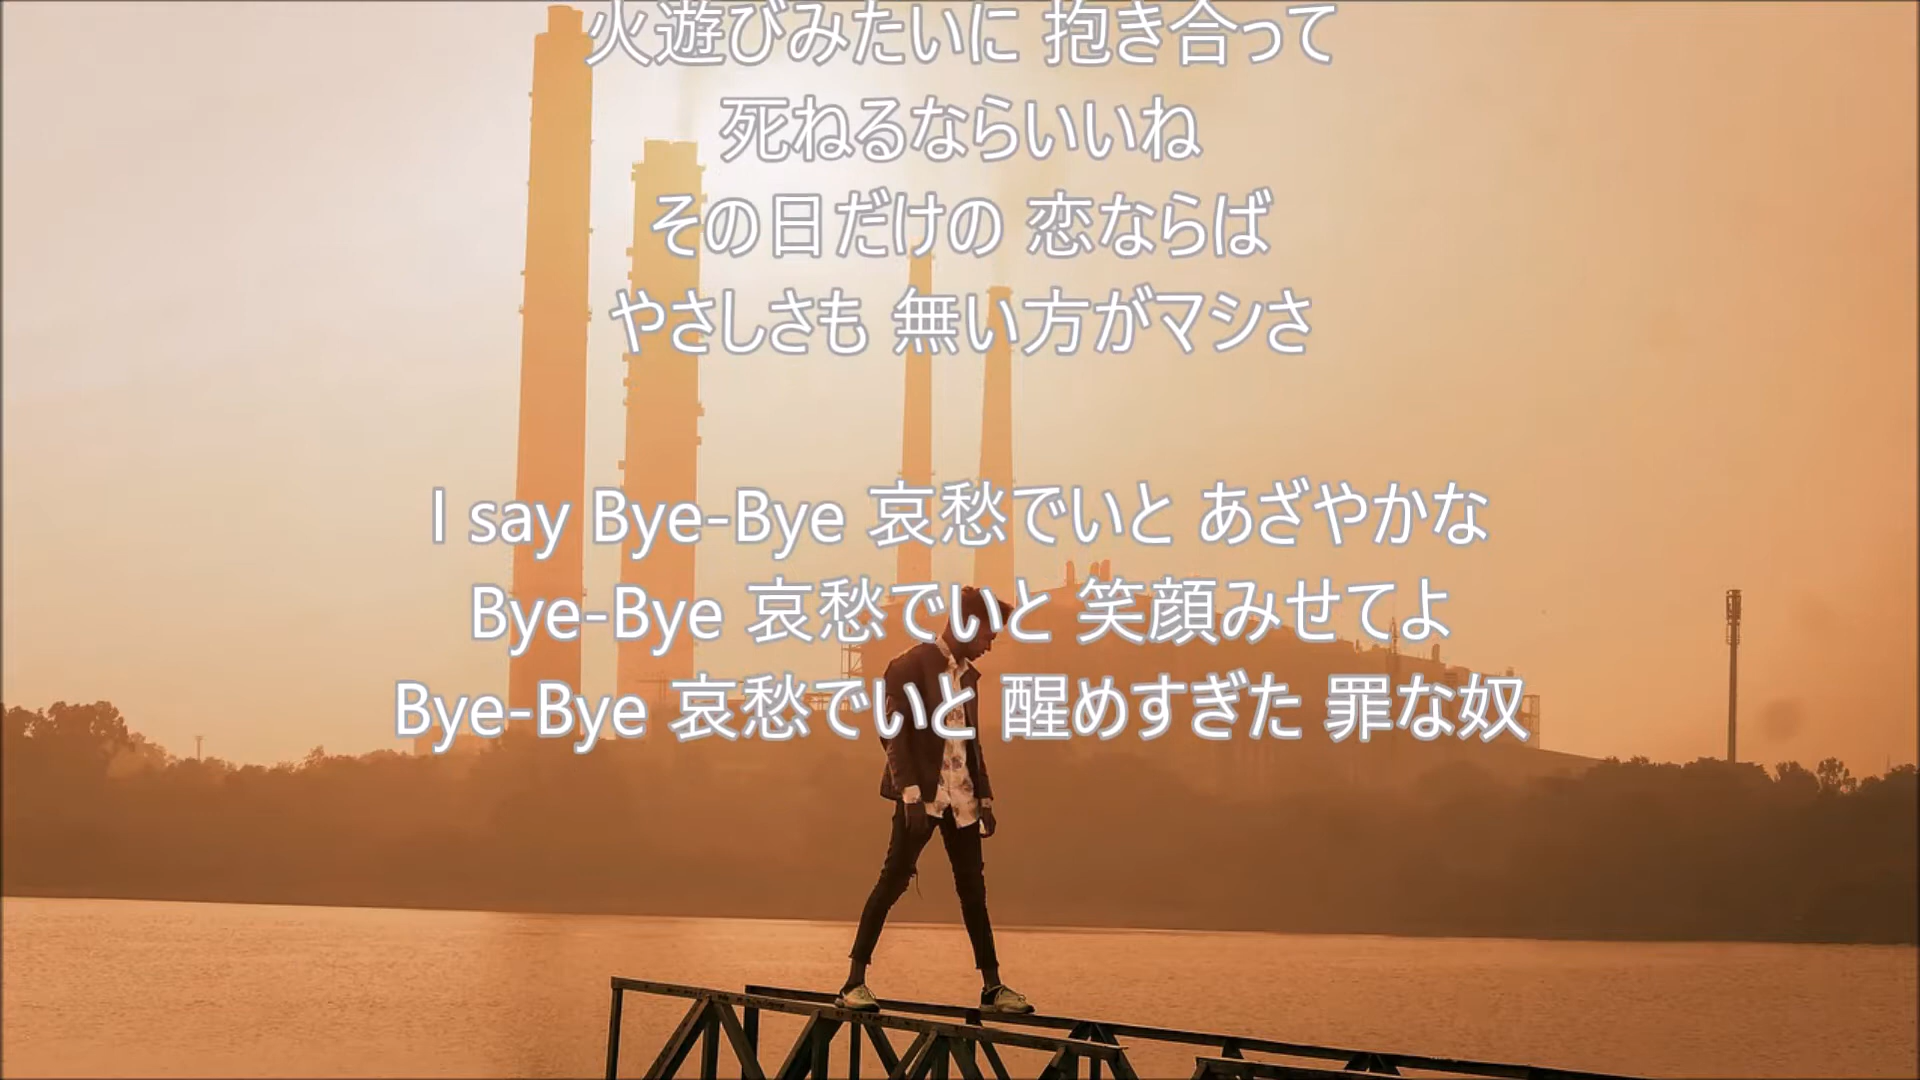 火遊びみたいに 抱き合って
死ねるならいいね
その日だけの 恋ならば
やさしさも 無い方がマシさ
I say Bye-Bye 哀愁でいと あざやかな
Bye-Bye 哀愁でいと 笑顔みせてよ
Bye-Bye 哀愁でいと 醒めすぎた 罪な奴